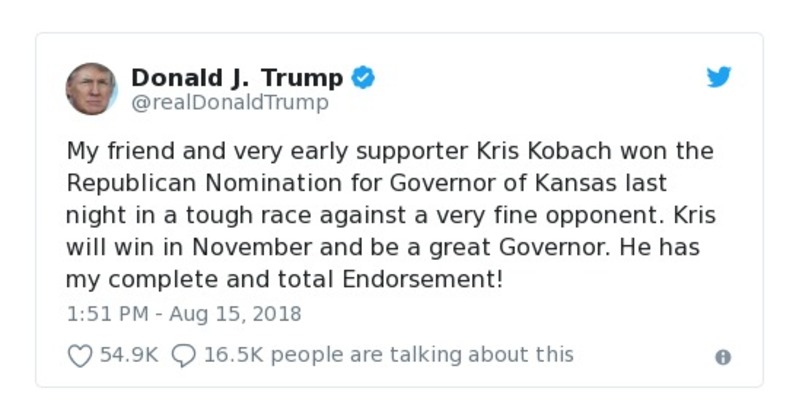 Donald J. Trump
@realDonaldTrump
My friend and very early supporter Kris Kobach won the
Republican Nomination for Governor of Kansas last
night in a tough race against a very fine opponent. Kris
will win in November and be a great Governor. He has
my complete and total Endorsement!
1:51 PM - Aug 15, 2018
54.9K 16.5K people are talking about this